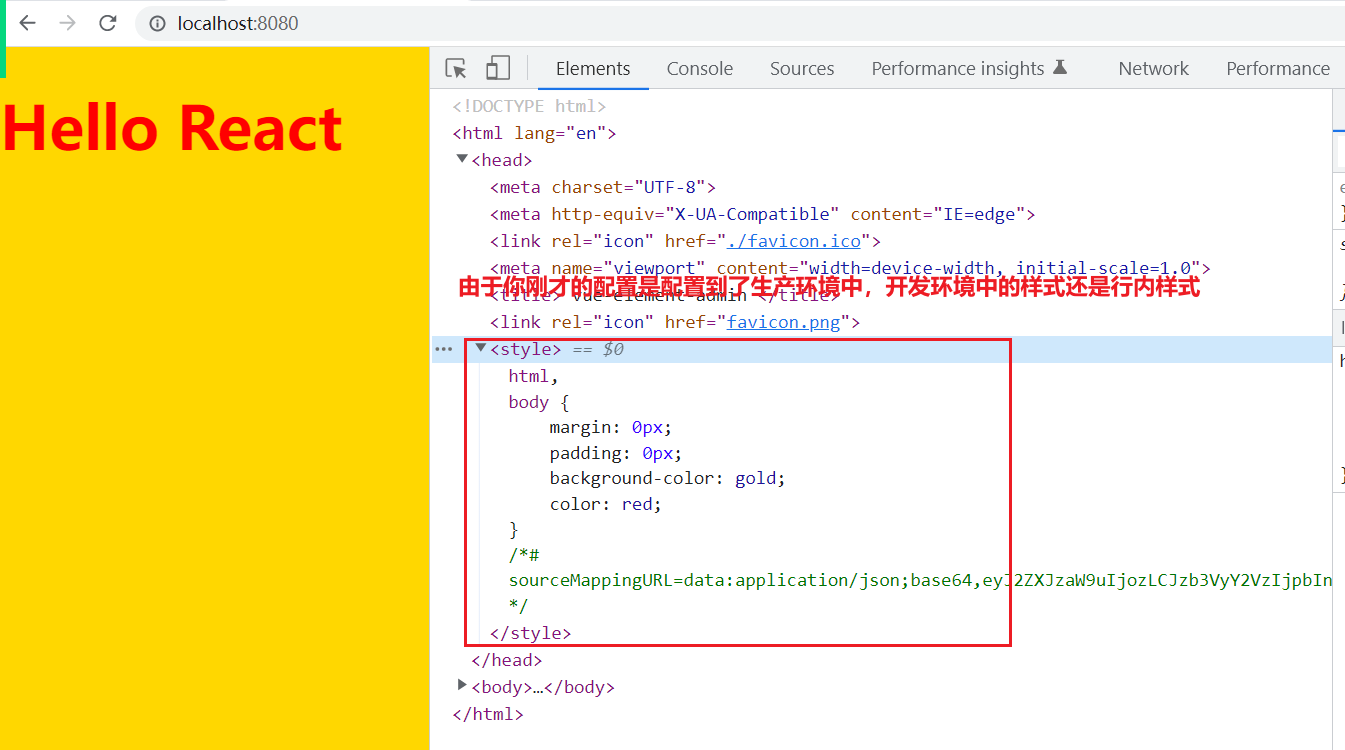 localhost:8080
Elements Console Sources Performance insights Network Performance
Hello React
<!DOCTYPE html>
<html lang="en">
<head>
<meta charset="UTF-8">
<meta http-equiv="X-UA-Compatible" content="IE=edge">
<link rel="icon" href="./favicon.ico">
<meta name="viewport" content="width=device-width, initial-scale=1.0">
由于你刚才的配置是配置到了生产环境中，开发环境中的样式还是行内样式
<title> vue-element-admin </title>
<link rel="icon" href="favicon.png">
<style> == $0
html,
body {
margin: 0px;
padding: 0px;
background-color: gold;
color: red;
}
/*#
sourceMappingURL=data:application/json;base64,eyJ2ZXJzaW9uIjozLCJzb3VyY2VzIjpbIn
*/
</style>
</head>
<body>…</body>
</html>